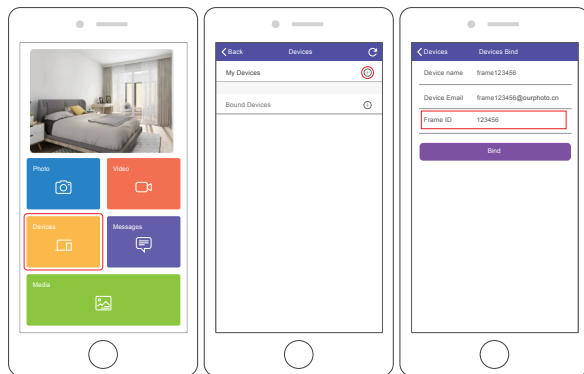 Photo
Video
Devices
Messages
Media
Back Devices
My Devices
Bound Devices
Devices Devices Bind
Device name frame123456
Device Email frame123456@ourphoto.cn
Frame ID 123456
Bind